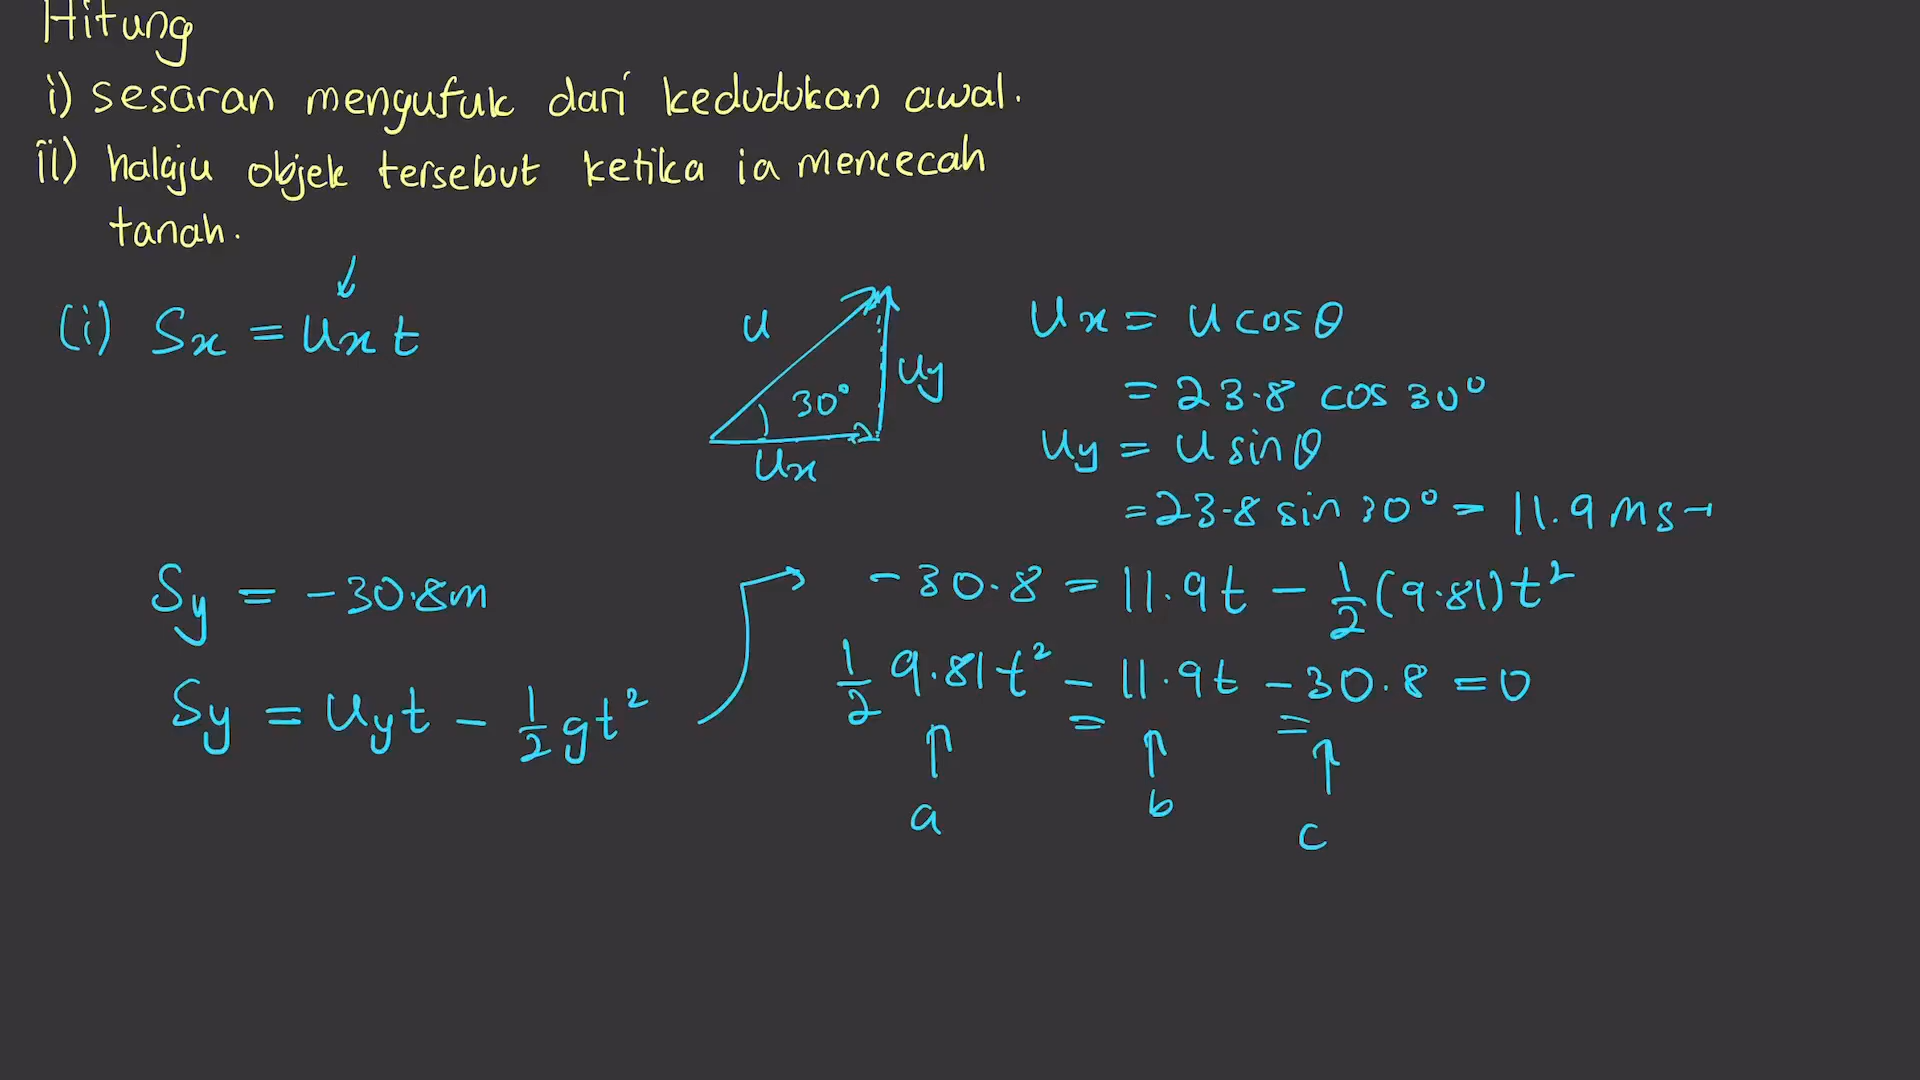 Hitung
i) sesaran mengufuk dari kedudukan awal.
ii) halaju objek tersebut ketika ia mencecah
tanah.
(i) Sx = Ux t
U
30°
Uy
Ux
Ux = U cos θ
= 23.8 cos 30°
Uy = U sin θ
= 23.8 sin 30° = 11.9 ms⁻¹
Sy = -30.8m
Sy = Uyt - 1/2 gt²
-30.8 = 11.9t - 1/2 (9.81)t²
1/2 9.81t² - 11.9t - 30.8 = 0
a b c